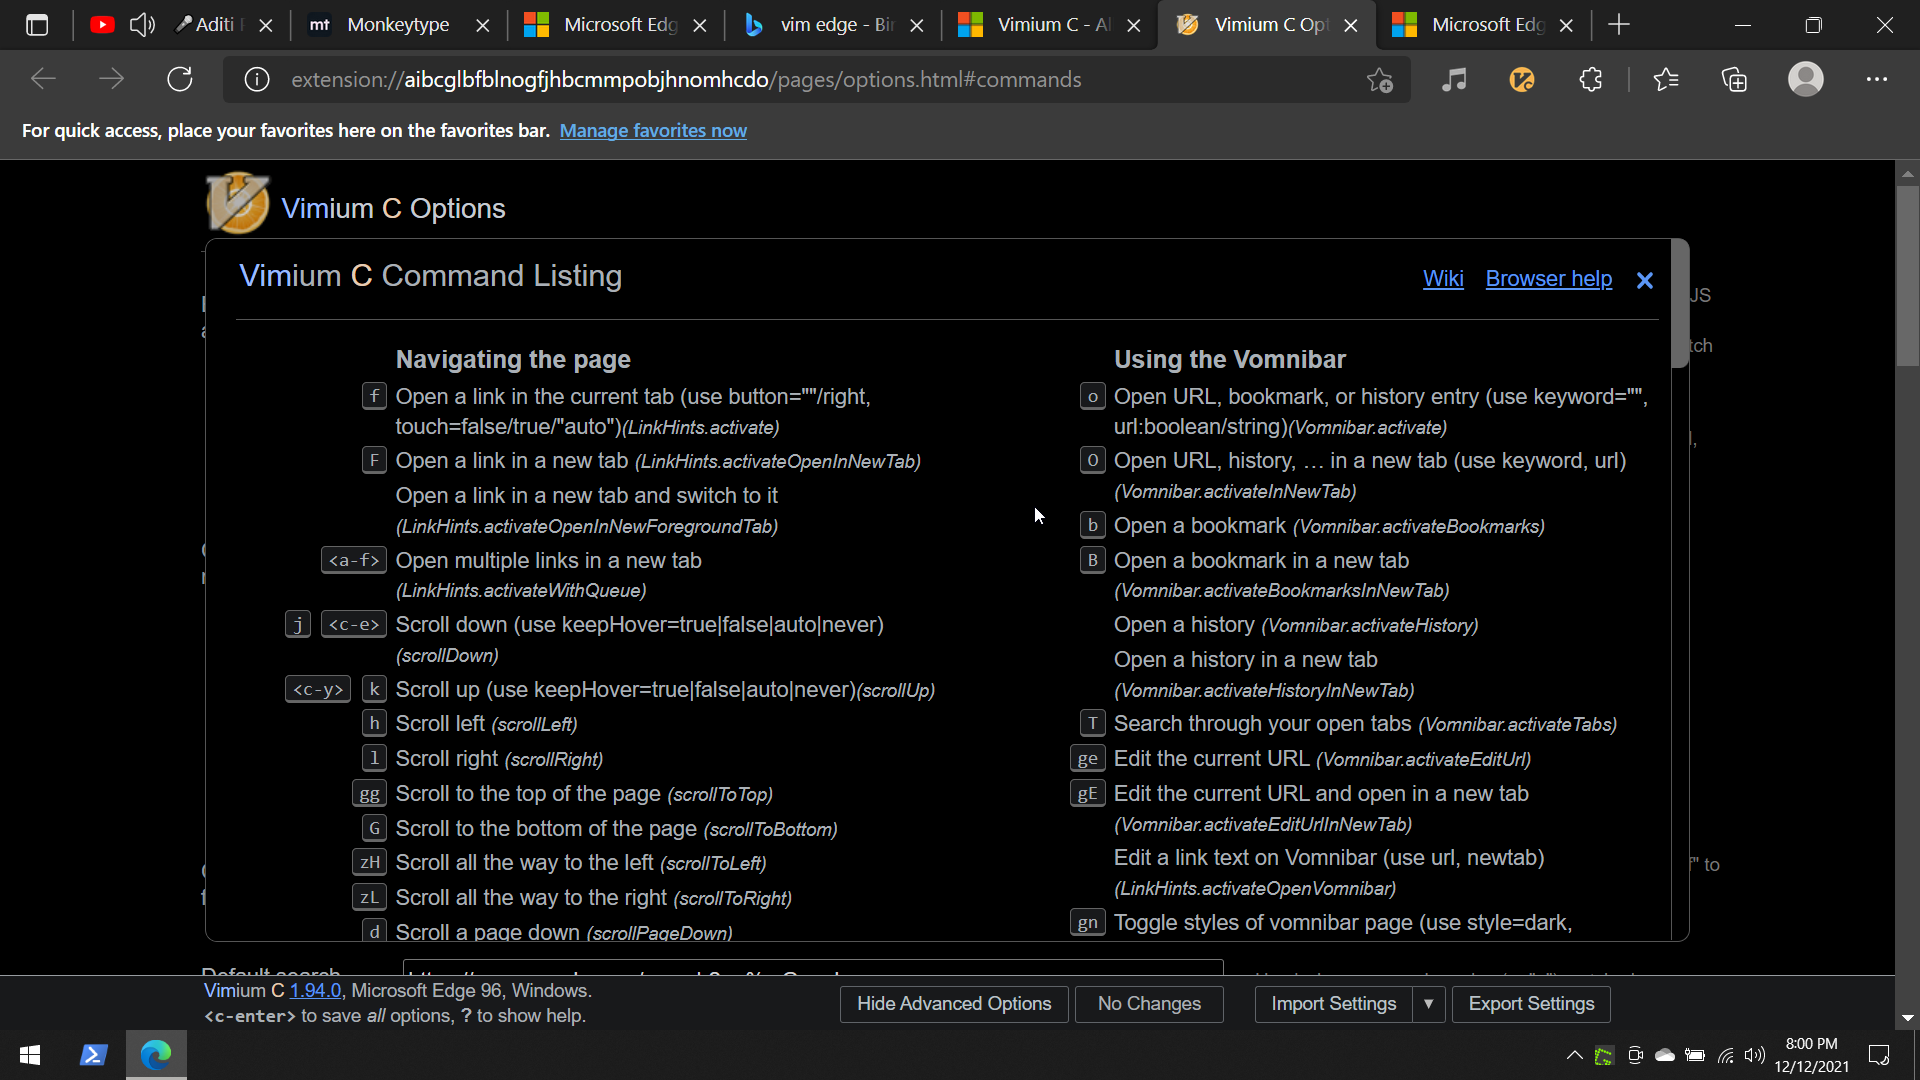 Aditi
mt Monkeytype
Microsoft Edg
vim edge - Bir
Vimium C - Al
Vimium C Opt
Microsoft Edg
extension://aibcglbfblnogfjhbcmmpobjhnomhcdo/pages/options.html#commands
For quick access, place your favorites here on the favorites bar. Manage favorites now
Vimium C Options
Vimium C Command Listing
Wiki Browser help
JS
tch
" to
Navigating the page
f Open a link in the current tab (use button=""/right,
touch=false/true/"auto")(LinkHints.activate)
F Open a link in a new tab (LinkHints.activateOpenInNewTab)
Open a link in a new tab and switch to it
(LinkHints.activateOpenInNewForegroundTab)
<a-f> Open multiple links in a new tab
(LinkHints.activateWithQueue)
j <c-e> Scroll down (use keepHover=true|false|auto|never)
(scrollDown)
<c-y> k Scroll up (use keepHover=true|false|auto|never)(scrollUp)
h Scroll left (scrollLeft)
l Scroll right (scrollRight)
gg Scroll to the top of the page (scrollToTop)
G Scroll to the bottom of the page (scrollToBottom)
zH Scroll all the way to the left (scrollToLeft)
zL Scroll all the way to the right (scrollToRight)
d Scroll a page down (scrollPageDown)
Using the Vomnibar
o Open URL, bookmark, or history entry (use keyword="",
url:boolean/string)(Vomnibar.activate)
O Open URL, history, … in a new tab (use keyword, url)
(Vomnibar.activateInNewTab)
b Open a bookmark (Vomnibar.activateBookmarks)
B Open a bookmark in a new tab
(Vomnibar.activateBookmarksInNewTab)
Open a history (Vomnibar.activateHistory)
Open a history in a new tab
(Vomnibar.activateHistoryInNewTab)
T Search through your open tabs (Vomnibar.activateTabs)
ge Edit the current URL (Vomnibar.activateEditUrl)
gE Edit the current URL and open in a new tab
(Vomnibar.activateEditUrlInNewTab)
Edit a link text on Vomnibar (use url, newtab)
(LinkHints.activateOpenVomnibar)
gn Toggle styles of vomnibar page (use style=dark,
Default search
Vimium C 1.94.0, Microsoft Edge 96, Windows.
<c-enter> to save all options, ? to show help.
Hide Advanced Options
No Changes
Import Settings
Export Settings
8:00 PM
12/12/2021